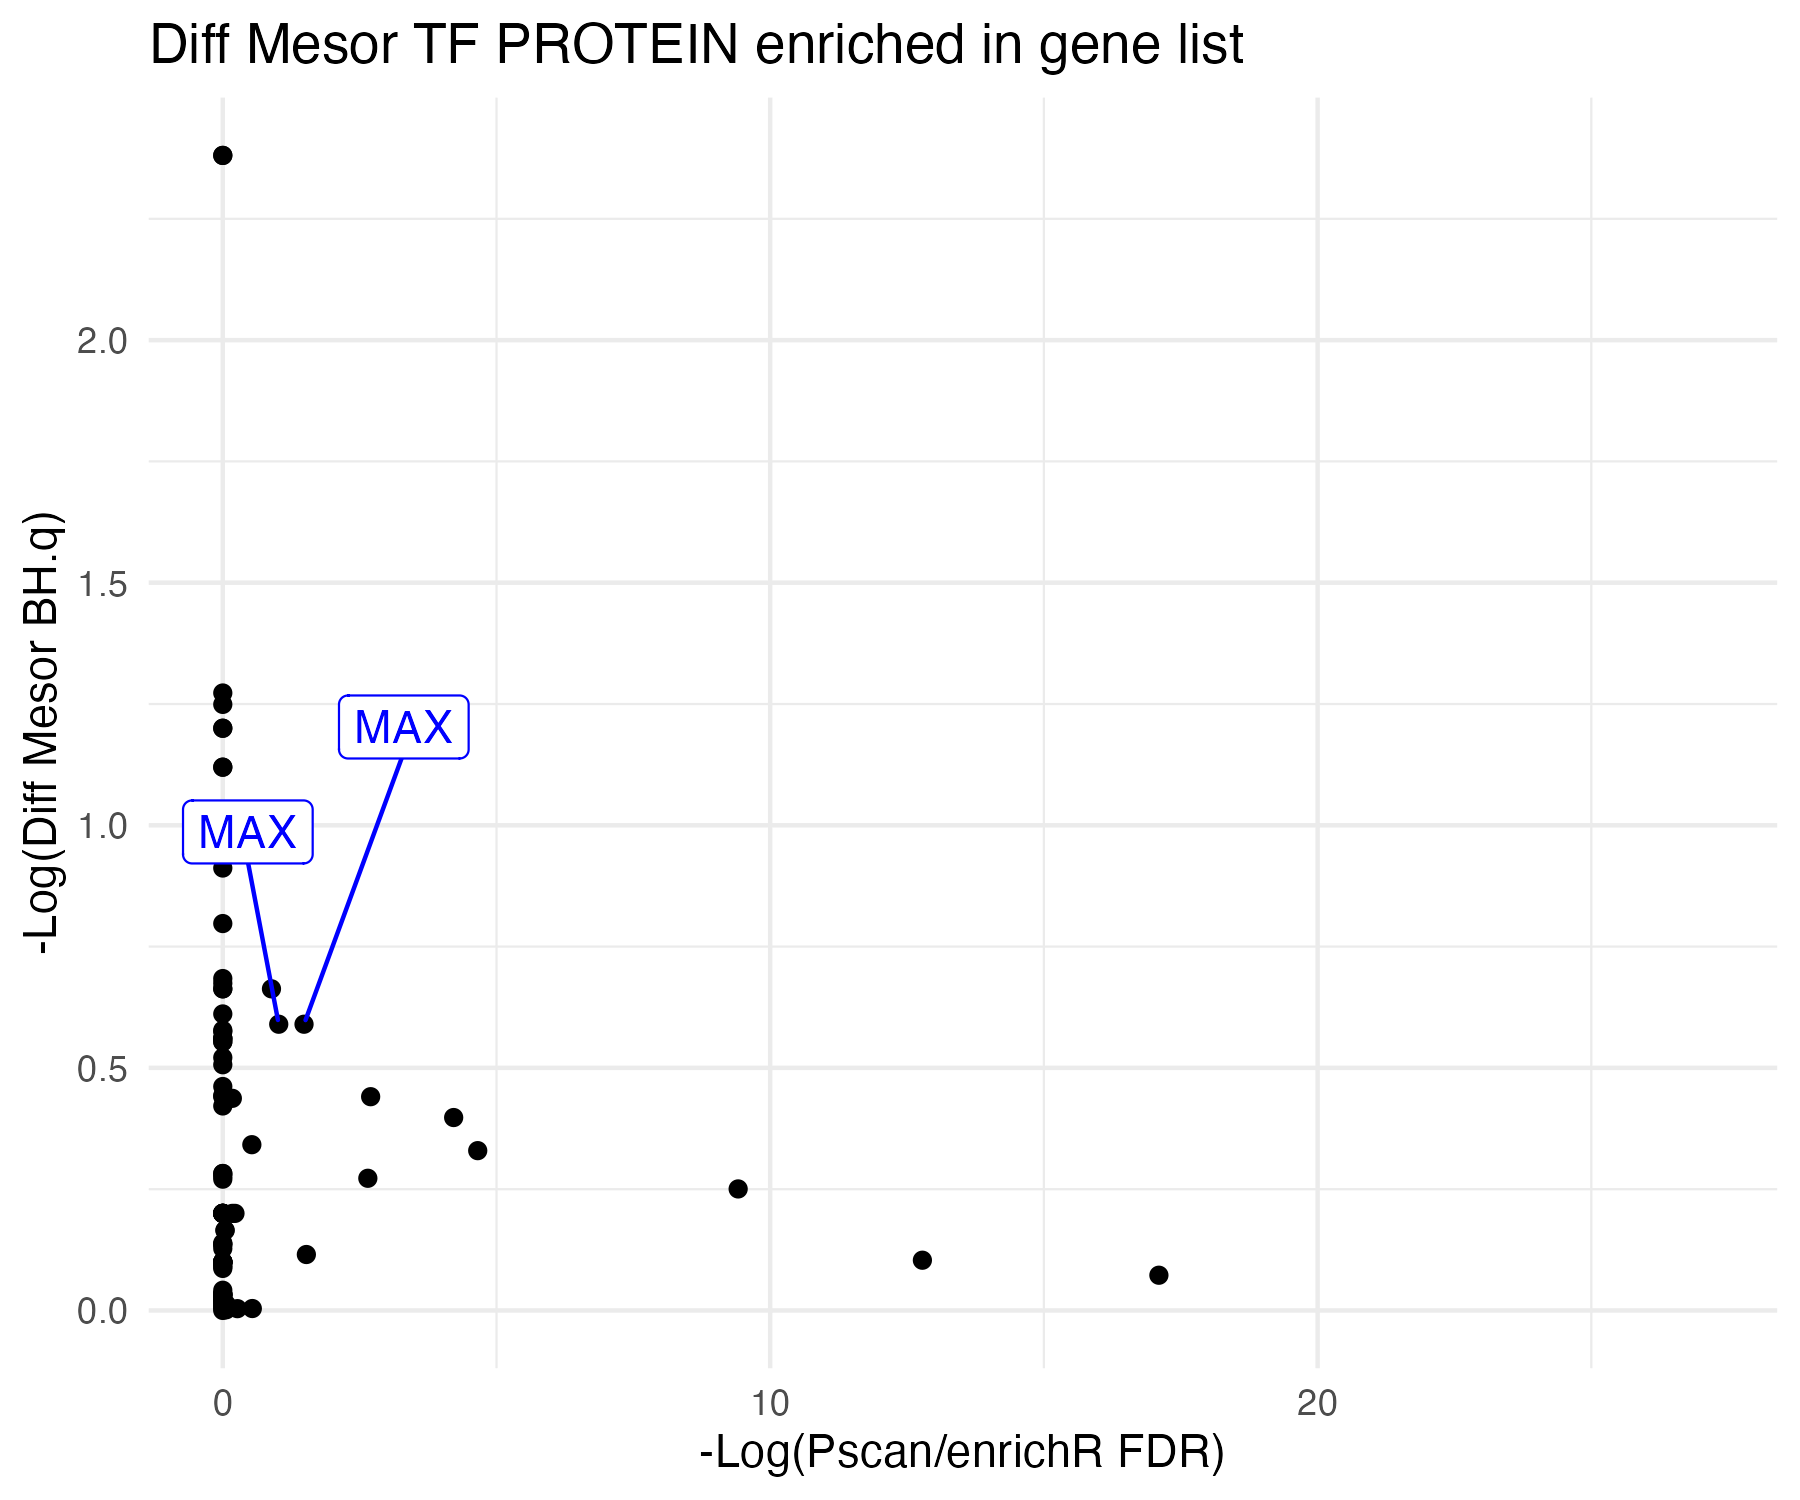 Diff Mesor TF PROTEIN enriched in gene list
-Log(Diff Mesor BH.q)
2.0
1.5
1.0
0.5
0.0
MAX
MAX
0
10
20
-Log(Pscan/enrichR FDR)